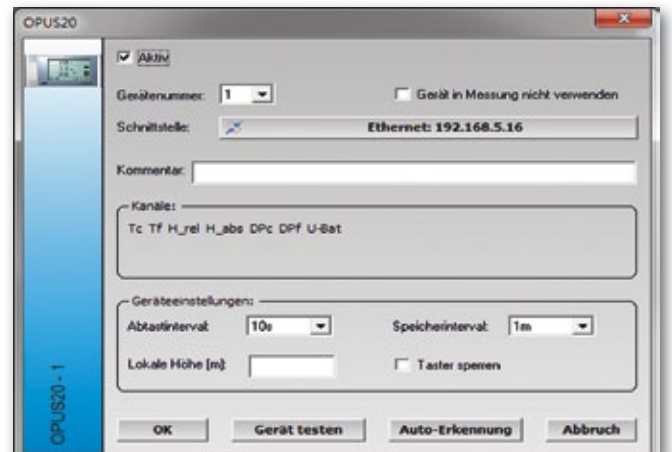 OPUS20
Aktiv
Gerätenummer: 1
Gerät in Messung nicht verwenden
Schnittstelle: Ethernet: 192.168.5.16
Kommentar:
Kanäle:
Tc Tf H_rel H_abs DPc DPf U-Bat
Geräteeinstellungen:
Abtastinterval: 10s
Speicherinterval: 1m
Lokale Höhe [m]:
Taster sperren
OK Gerät testen Auto-Erkennung Abbruch
OPUS20 - 1